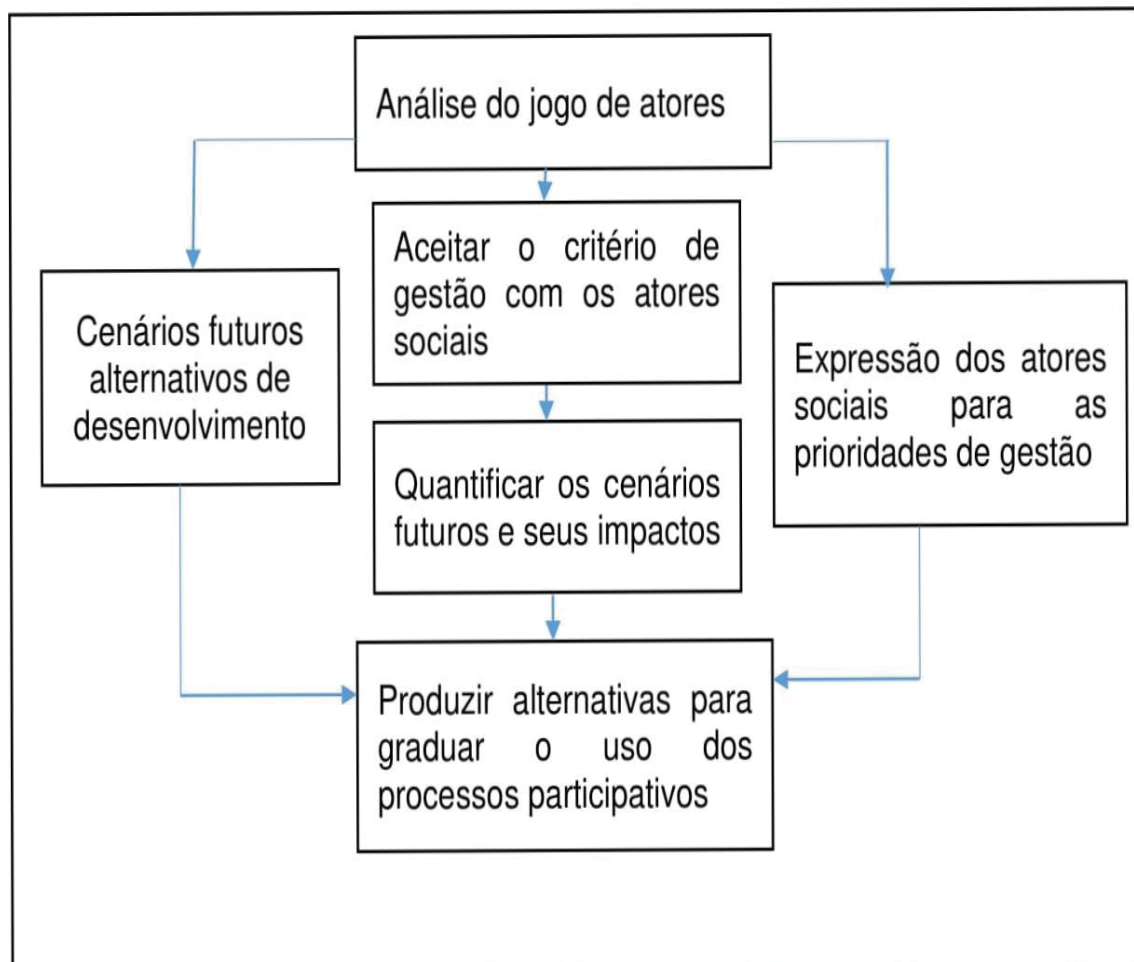 Análise do jogo de atores
Aceitar o critério de
gestão com os atores
sociais
Cenários futuros
alternativos de
desenvolvimento
Expressão dos atores
sociais para as
prioridades de gestão
Quantificar os cenários
futuros e seus impactos
Produzir alternativas para
graduar o uso dos
processos participativos